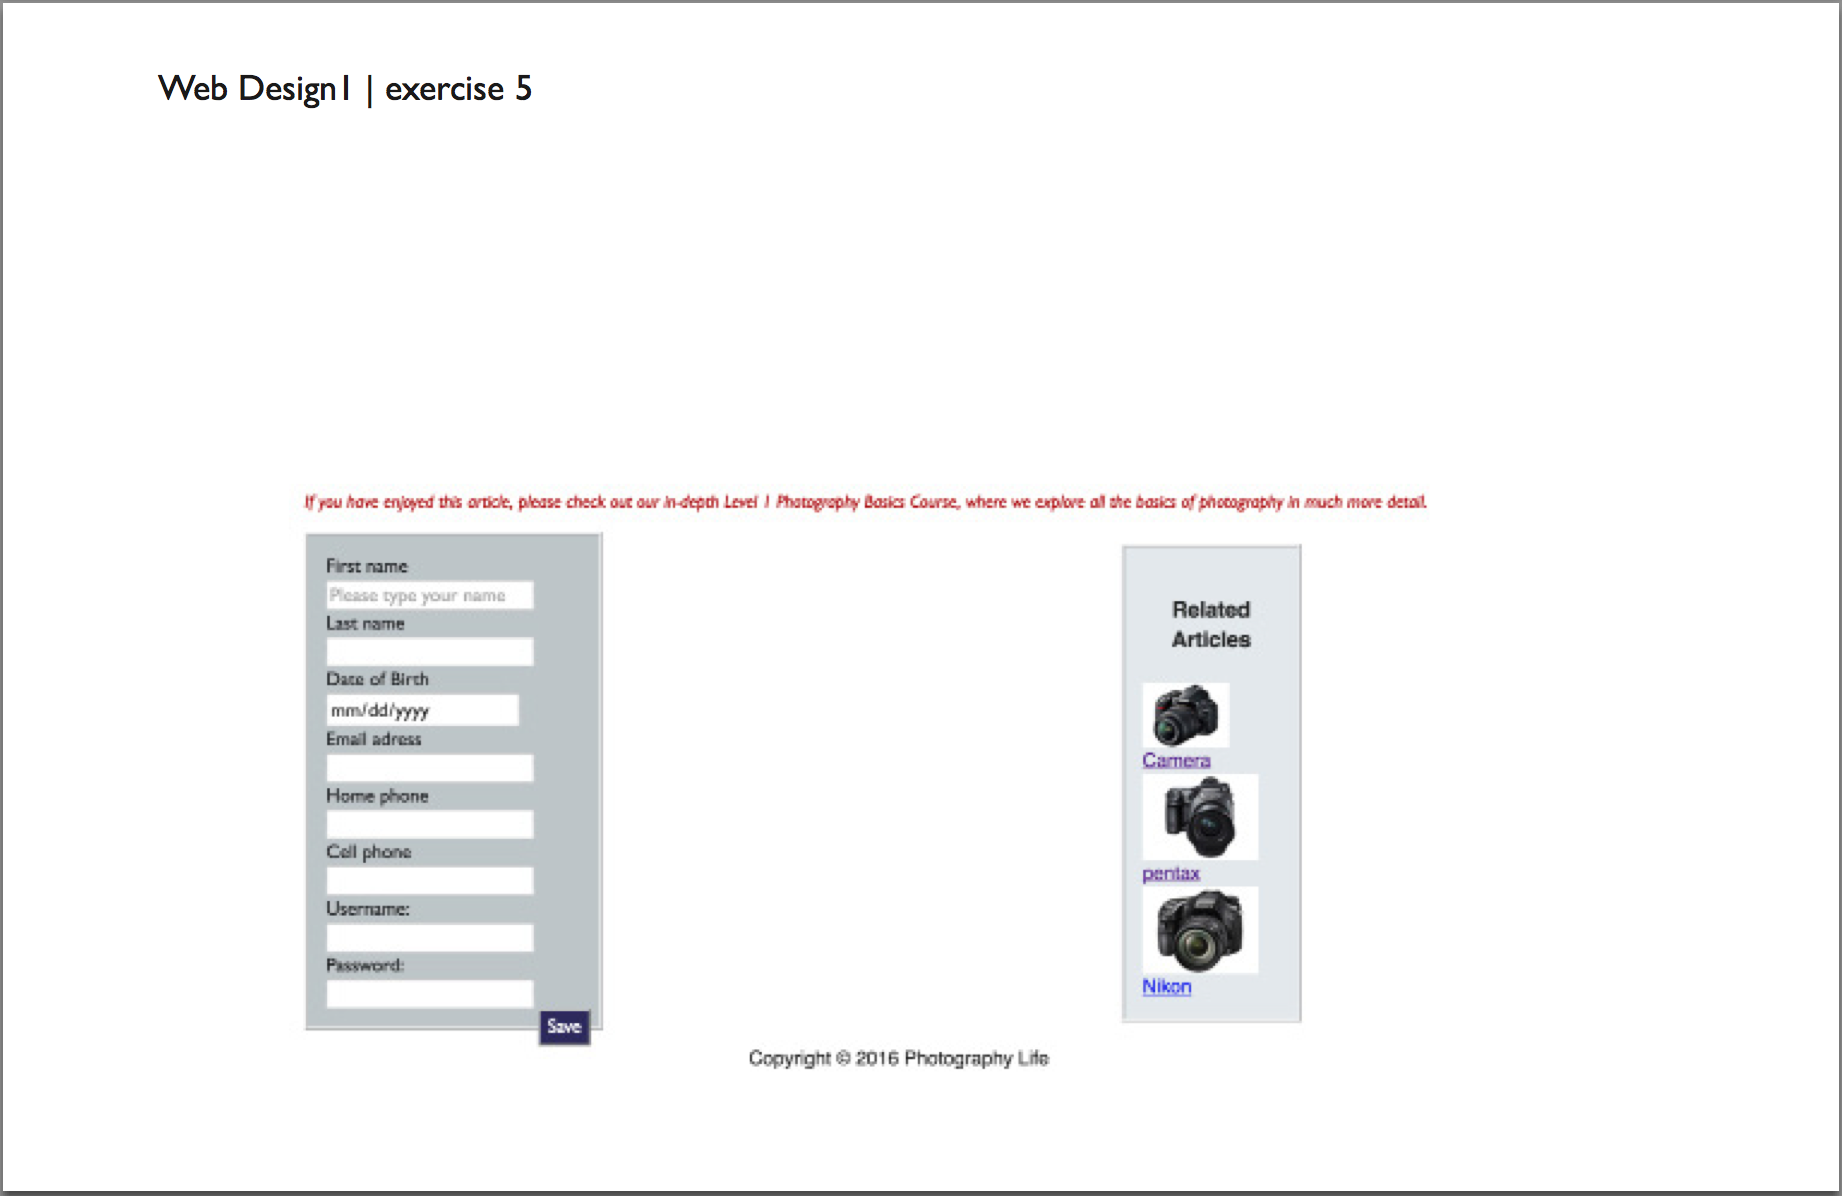 Web Design1 | exercise 5
If you have enjoyed this article, please check out our in-depth Level 1 Photography Basics Course, where we explore all the basics of photography in much more detail.
First name
Please type your name
Last name
Date of Birth
mm/dd/yyyy
Email adress
Home phone
Cell phone
Username:
Password:
Save
Related
Articles
Camera
pentax
Nikon
Copyright © 2016 Photography Life